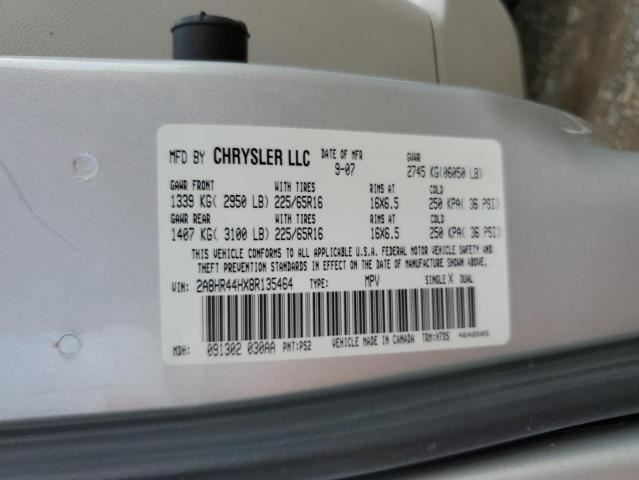 MFD BY CHRYSLER LLC DATE OF MFR 9-07 GVWR 2745 KG(06050 LB)
GAWR FRONT WITH TIRES RIMS AT COLD
1339 KG( 2950 LB) 225/65R16 16X6.5 250 KPA( 36 PSI)
GAWR REAR WITH TIRES RIMS AT COLD
1407 KG( 3100 LB) 225/65R16 16X6.5 250 KPA( 36 PSI)
THIS VEHICLE CONFORMS TO ALL APPLICABLE U.S.A. FEDERAL MOTOR VEHICLE SAFETY AND
THEFT PREVENTION STANDARDS IN EFFECT ON THE DATE OF MANUFACTURE SHOWN ABOVE.
VIN: 2A8HR44HX8R135464 TYPE: MPV SINGLE X DUAL
MDH: 091302 030AA PNT:PS2 VEHICLE MADE IN CANADA TRM:H7DS 4648505